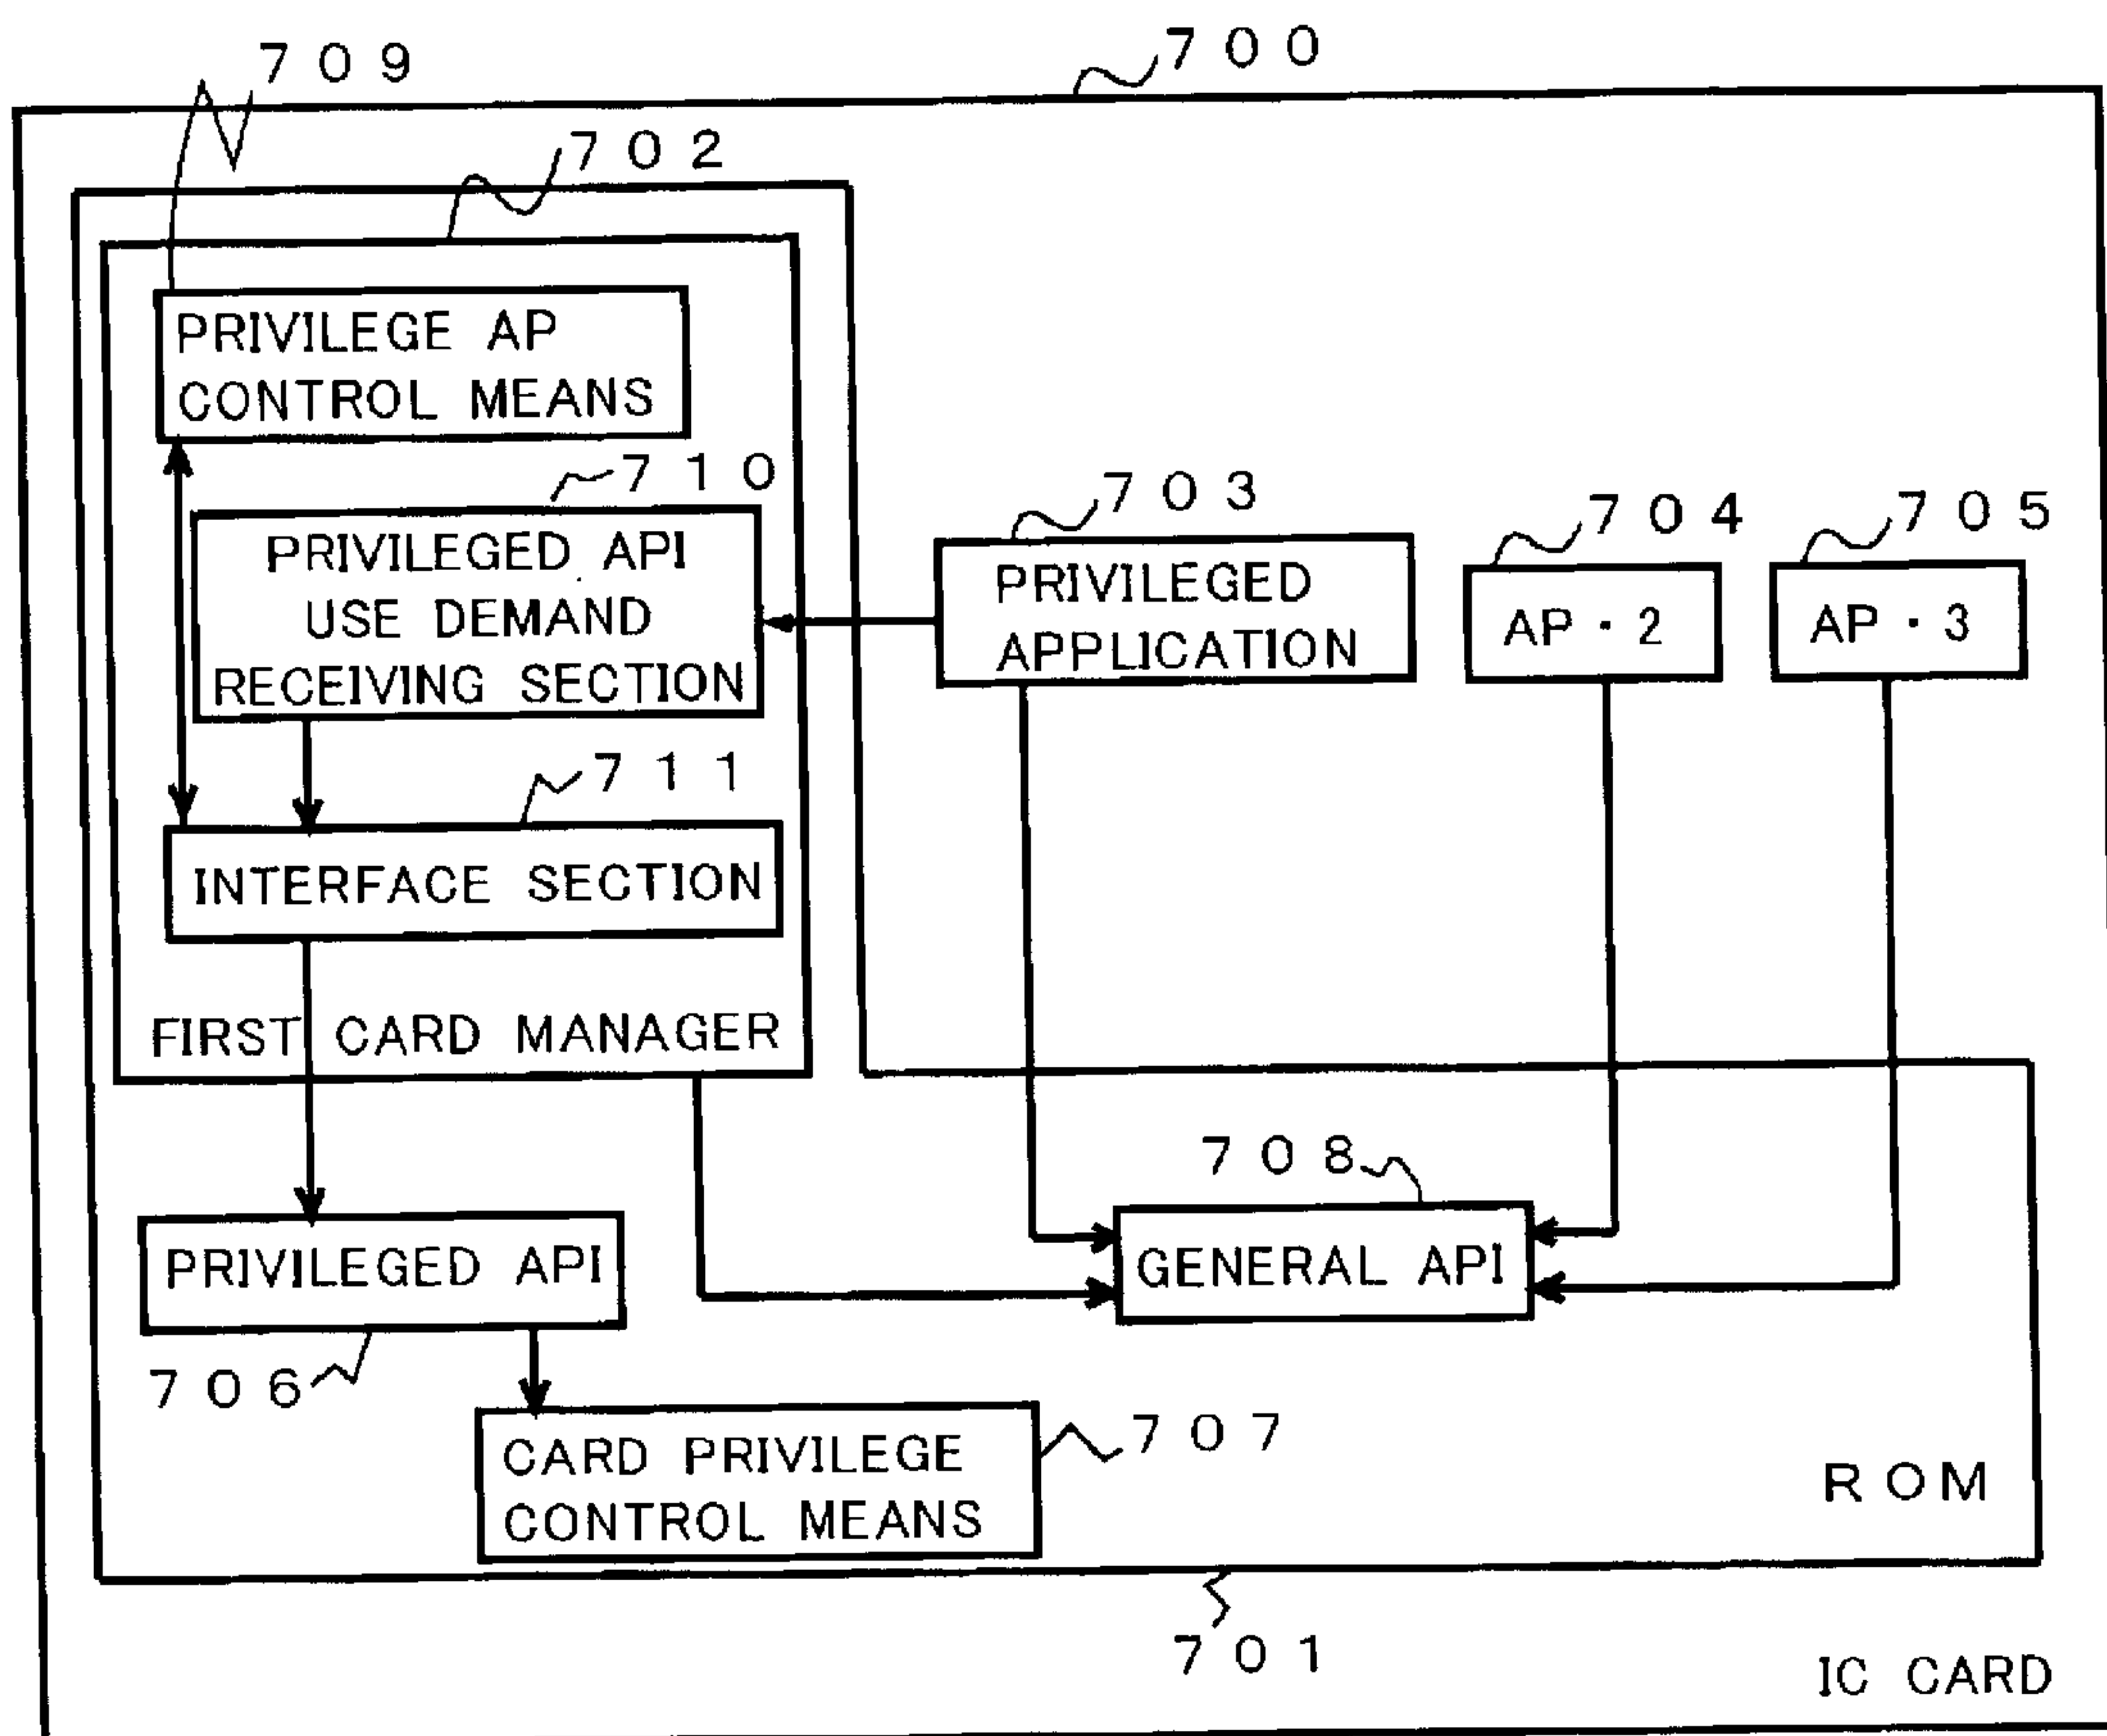 709
700
702
PRIVILEGE AP
CONTROL MEANS
710
PRIVILEGED API
USE DEMAND
RECEIVING SECTION
703
PRIVILEGED
APPLICATION
704
AP・2
705
AP・3
711
INTERFACE SECTION
FIRST CARD MANAGER
708
GENERAL API
PRIVILEGED API
706
CARD PRIVILEGE
CONTROL MEANS
707
ROM
701
IC CARD